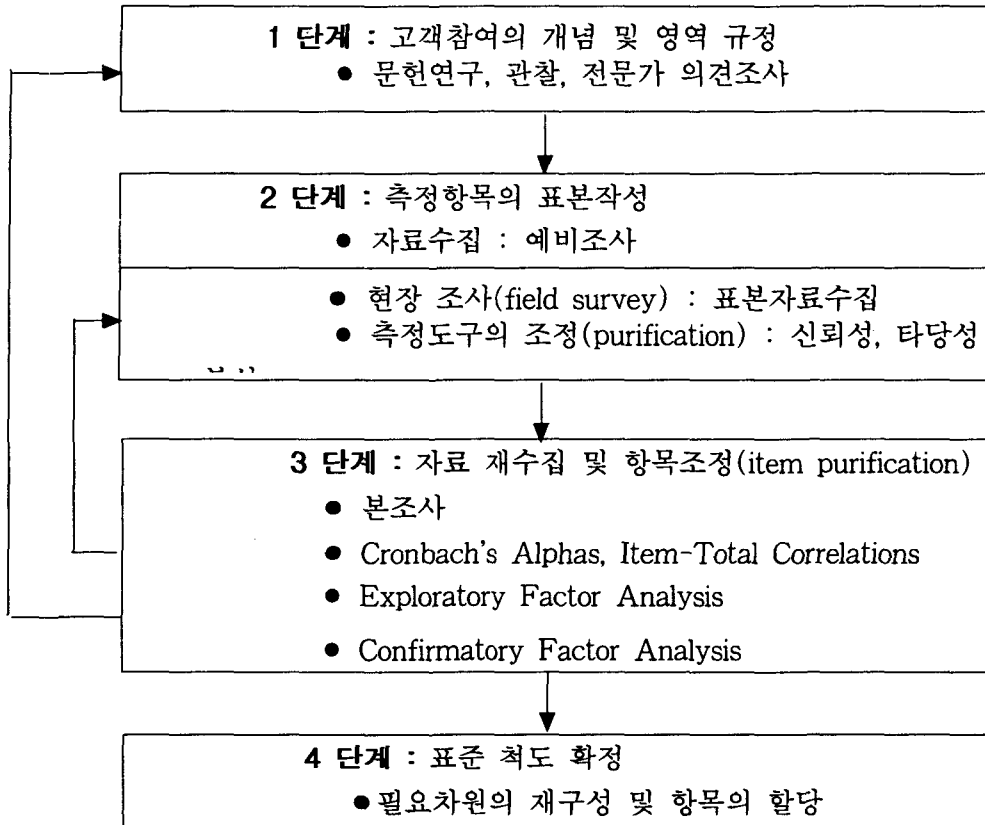 1 단계 : 고객참여의 개념 및 영역 규정
● 문헌연구, 관찰, 전문가 의견조사
2 단계 : 측정항목의 표본작성
● 자료수집 : 예비조사
● 현장 조사(field survey) : 표본자료수집
● 측정도구의 조정(purification) : 신뢰성, 타당성
3 단계 : 자료 재수집 및 항목조정(item purification)
● 본조사
● Cronbach's Alphas, Item-Total Correlations
● Exploratory Factor Analysis
● Confirmatory Factor Analysis
4 단계 : 표준 척도 확정
●필요차원의 재구성 및 항목의 할당